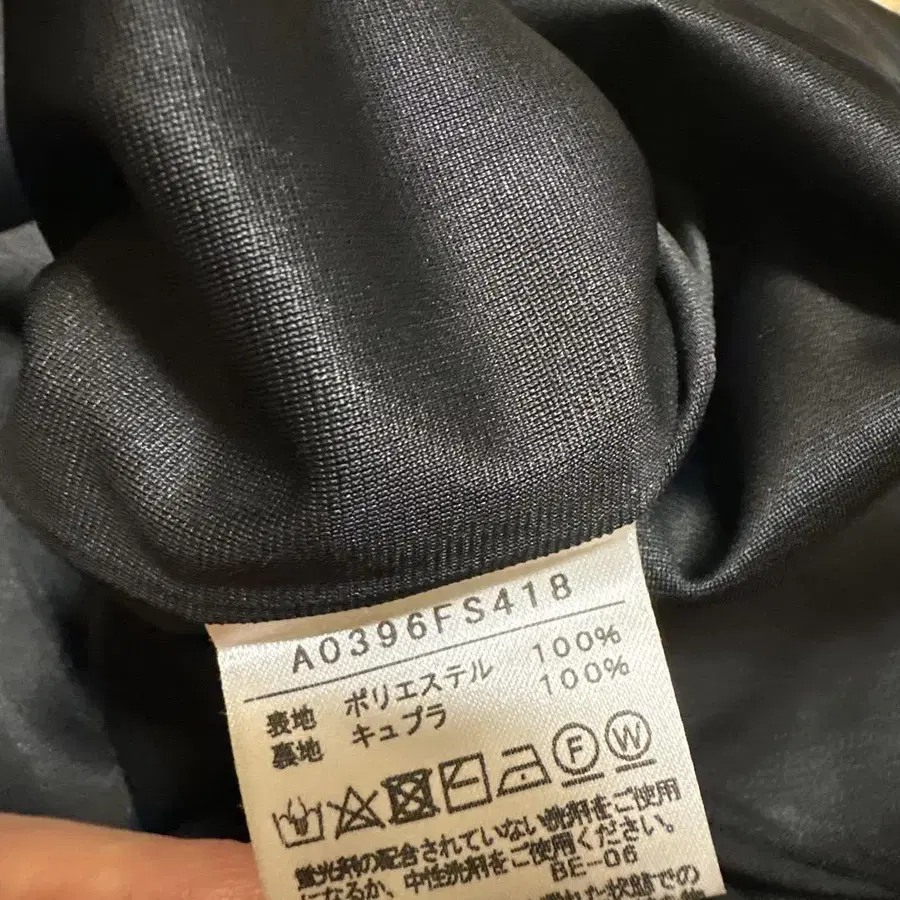 A0396FS418
表地 ポリエステル 100%
裏地 キュプラ 100%
F W
蛍光剤の配合されていない洗剤をご使用
になるか、中性洗剤をご使用ください。
BE-06